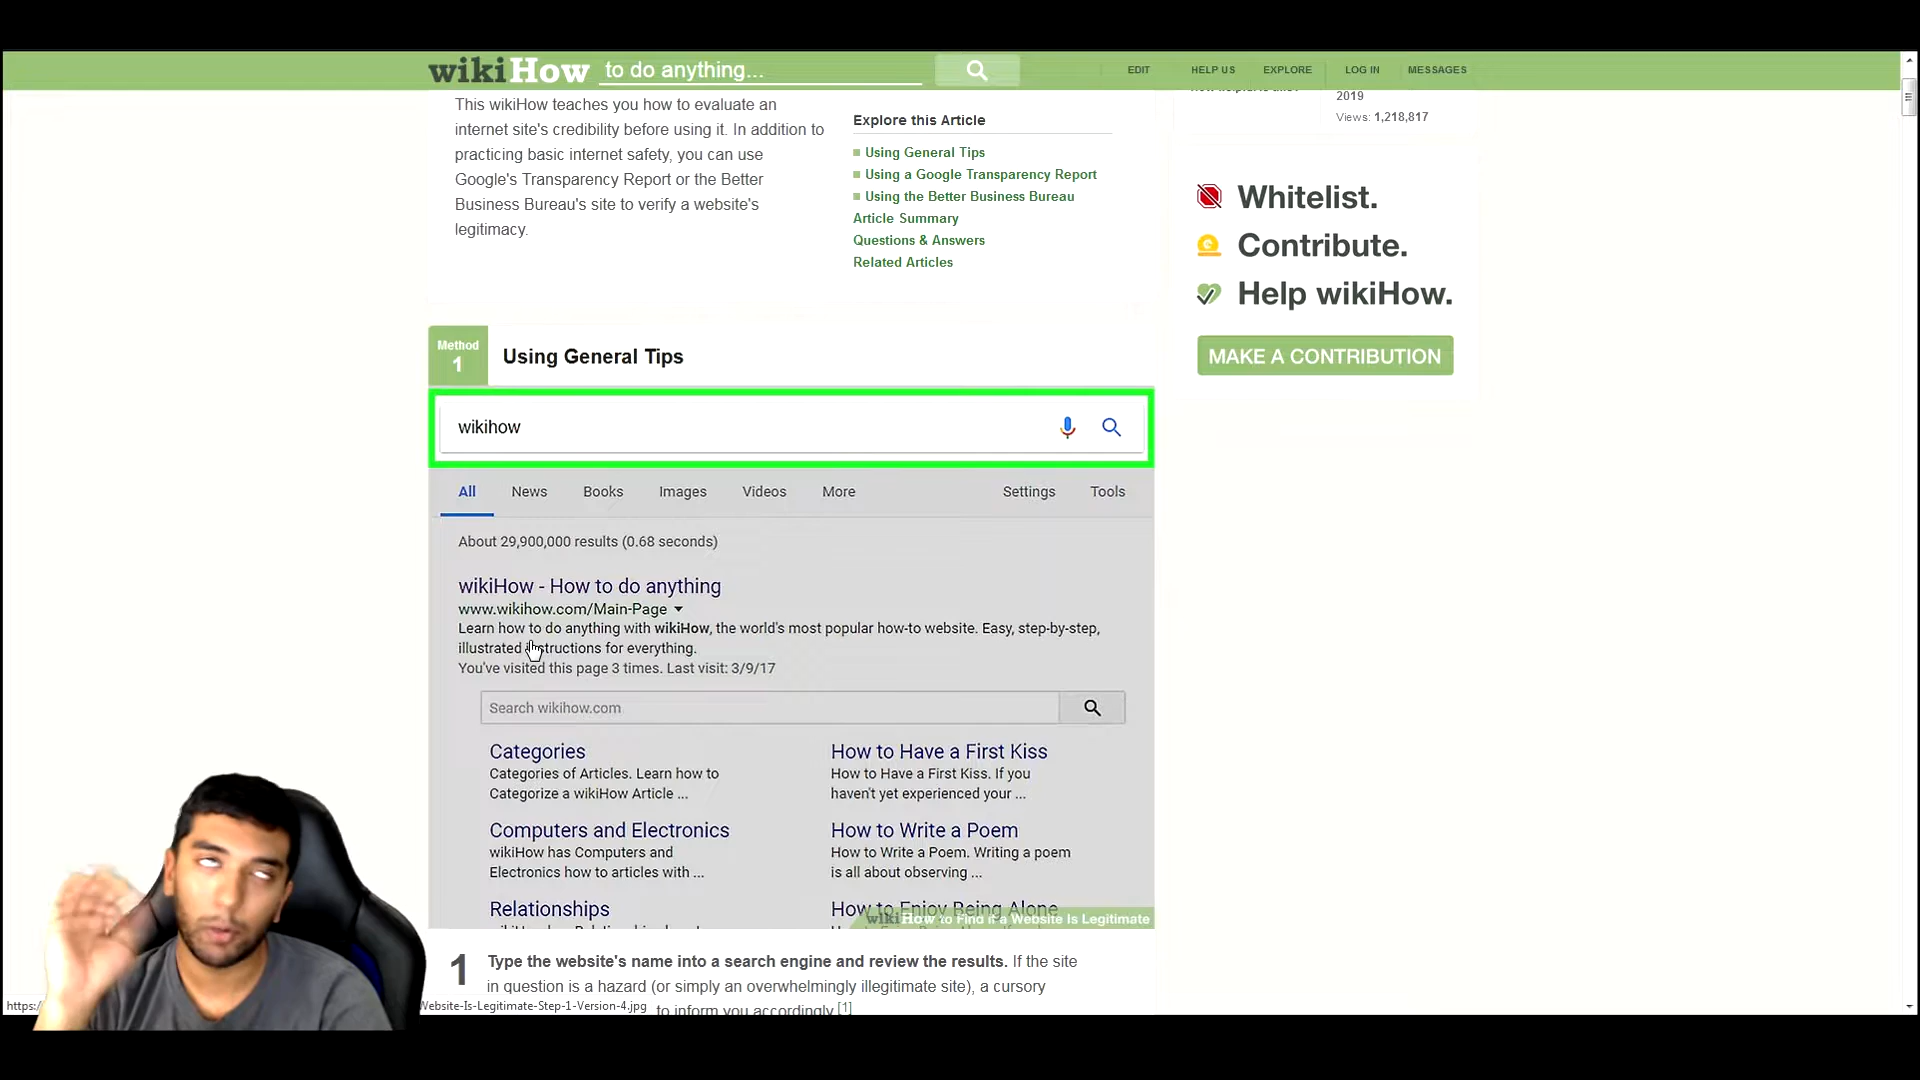 wikiHow to do anything...
EDIT
HELP US
EXPLORE
LOG IN
MESSAGES
This wikiHow teaches you how to evaluate an
internet site's credibility before using it. In addition to
practicing basic internet safety, you can use
Google's Transparency Report or the Better
Business Bureau's site to verify a website's
legitimacy.
Explore this Article
Using General Tips
Using a Google Transparency Report
Using the Better Business Bureau
Article Summary
Questions & Answers
Related Articles
2019
Views: 1,218,817
Whitelist.
Contribute.
Help wikiHow.
MAKE A CONTRIBUTION
Method
1
Using General Tips
wikihow
All News Books Images Videos More Settings Tools
About 29,900,000 results (0.68 seconds)
wikiHow - How to do anything
www.wikihow.com/Main-Page
Learn how to do anything with wikiHow, the world's most popular how-to website. Easy, step-by-step,
illustrated instructions for everything.
You've visited this page 3 times. Last visit: 3/9/17
Search wikihow.com
Categories
Categories of Articles. Learn how to
Categorize a wikiHow Article ...
How to Have a First Kiss
How to Have a First Kiss. If you
haven't yet experienced your ...
Computers and Electronics
wikiHow has Computers and
Electronics how to articles with ...
How to Write a Poem
How to Write a Poem. Writing a poem
is all about observing ...
Relationships
How to Enjoy Being Alone
wikiHow to Find if a Website Is Legitimate
1 Type the website's name into a search engine and review the results. If the site
in question is a hazard (or simply an overwhelmingly illegitimate site), a cursory
to inform you accordingly.[1]
https:/
Website-Is-Legitimate-Step-1-Version-4.jpg